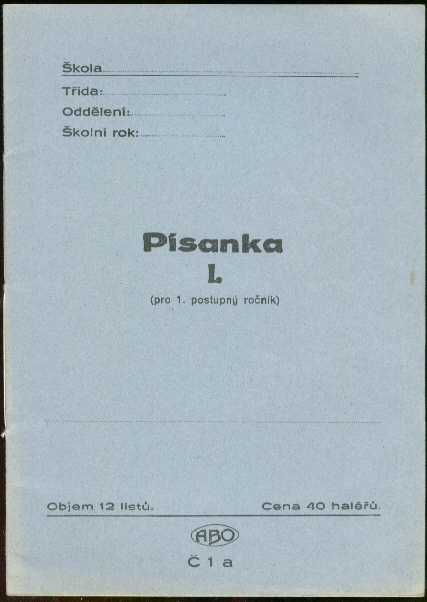 Škola
Třída:
Oddělení:
Školní rok:
Písanka
I.
(pro 1. postupný ročník)
Objem 12 listů. Cena 40 haléřů.
ABO
Č 1 a